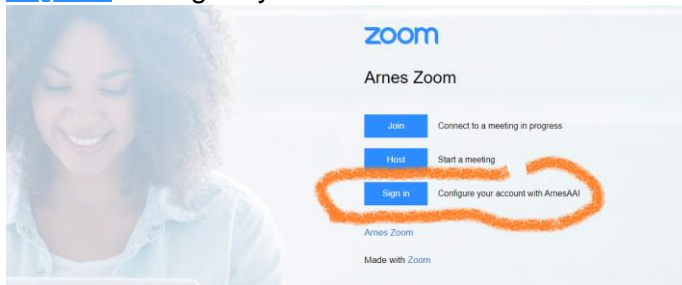 zoom
Arnes Zoom
Join Connect to a meeting in progress
Host Start a meeting
Sign in Configure your account with ArnesAAI
Arnes Zoom
Made with Zoom